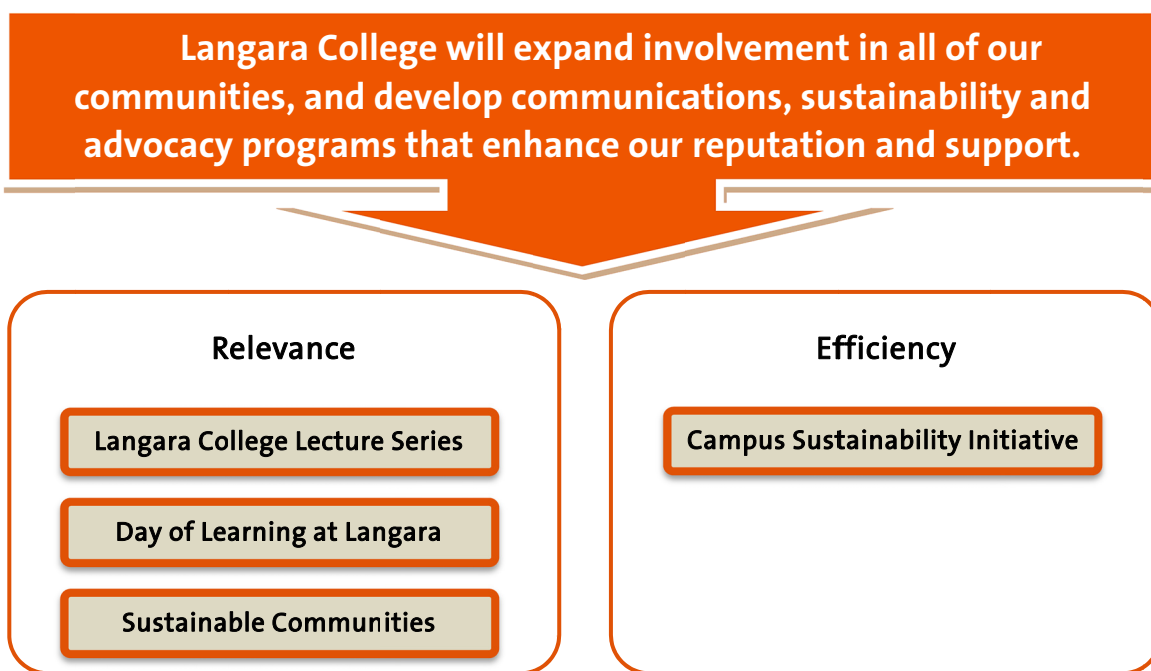 Langara College will expand involvement in all of our
communities, and develop communications, sustainability and
advocacy programs that enhance our reputation and support.
Relevance
Langara College Lecture Series
Day of Learning at Langara
Sustainable Communities
Efficiency
Campus Sustainability Initiative